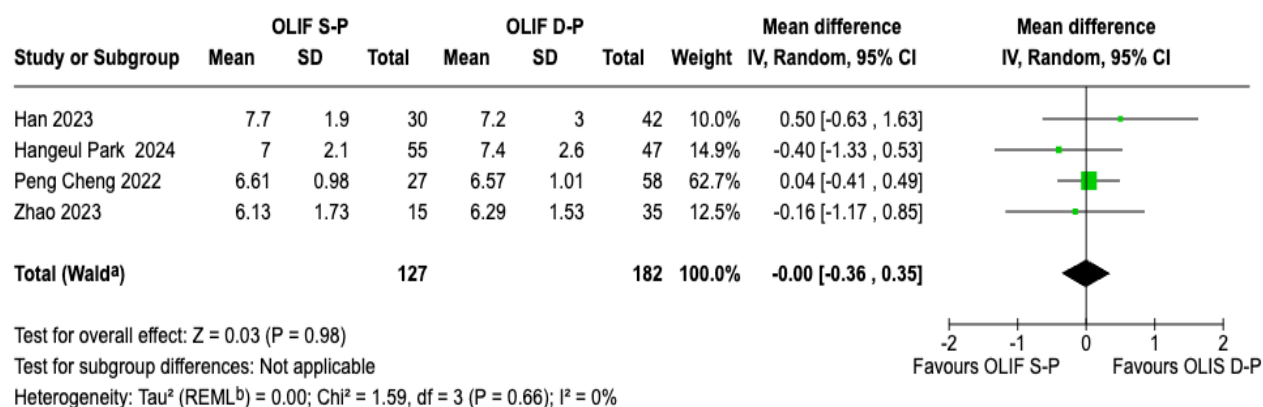 OLIF S-P OLIF D-P Mean difference Mean difference
Study or Subgroup Mean SD Total Mean SD Total Weight IV, Random, 95% CI IV, Random, 95% CI
Han 2023 7.7 1.9 30 7.2 3 42 10.0% 0.50 [-0.63 , 1.63]
Hangeul Park 2024 7 2.1 55 7.4 2.6 47 14.9% -0.40 [-1.33 , 0.53]
Peng Cheng 2022 6.61 0.98 27 6.57 1.01 58 62.7% 0.04 [-0.41 , 0.49]
Zhao 2023 6.13 1.73 15 6.29 1.53 35 12.5% -0.16 [-1.17 , 0.85]
Total (Waldᵃ) 127 182 100.0% -0.00 [-0.36 , 0.35]
Test for overall effect: Z = 0.03 (P = 0.98)
Test for subgroup differences: Not applicable
Heterogeneity: Tau² (REMLᵇ) = 0.00; Chi² = 1.59, df = 3 (P = 0.66); I² = 0%
-2 -1 0 1 2
Favours OLIF S-P Favours OLIS D-P